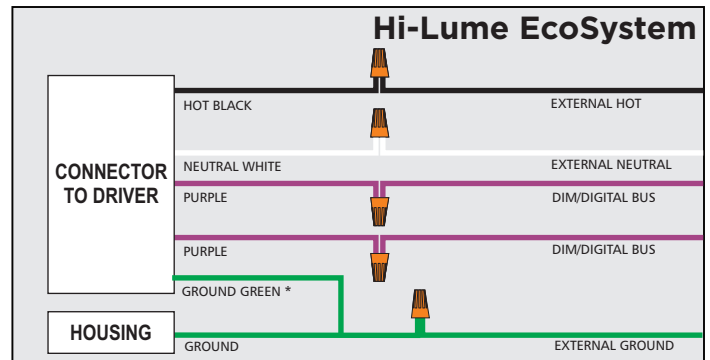 Hi-Lume EcoSystem
HOT BLACK
EXTERNAL HOT
CONNECTOR
TO DRIVER
NEUTRAL WHITE
EXTERNAL NEUTRAL
PURPLE
DIM/DIGITAL BUS
PURPLE
DIM/DIGITAL BUS
GROUND GREEN *
HOUSING
GROUND
EXTERNAL GROUND